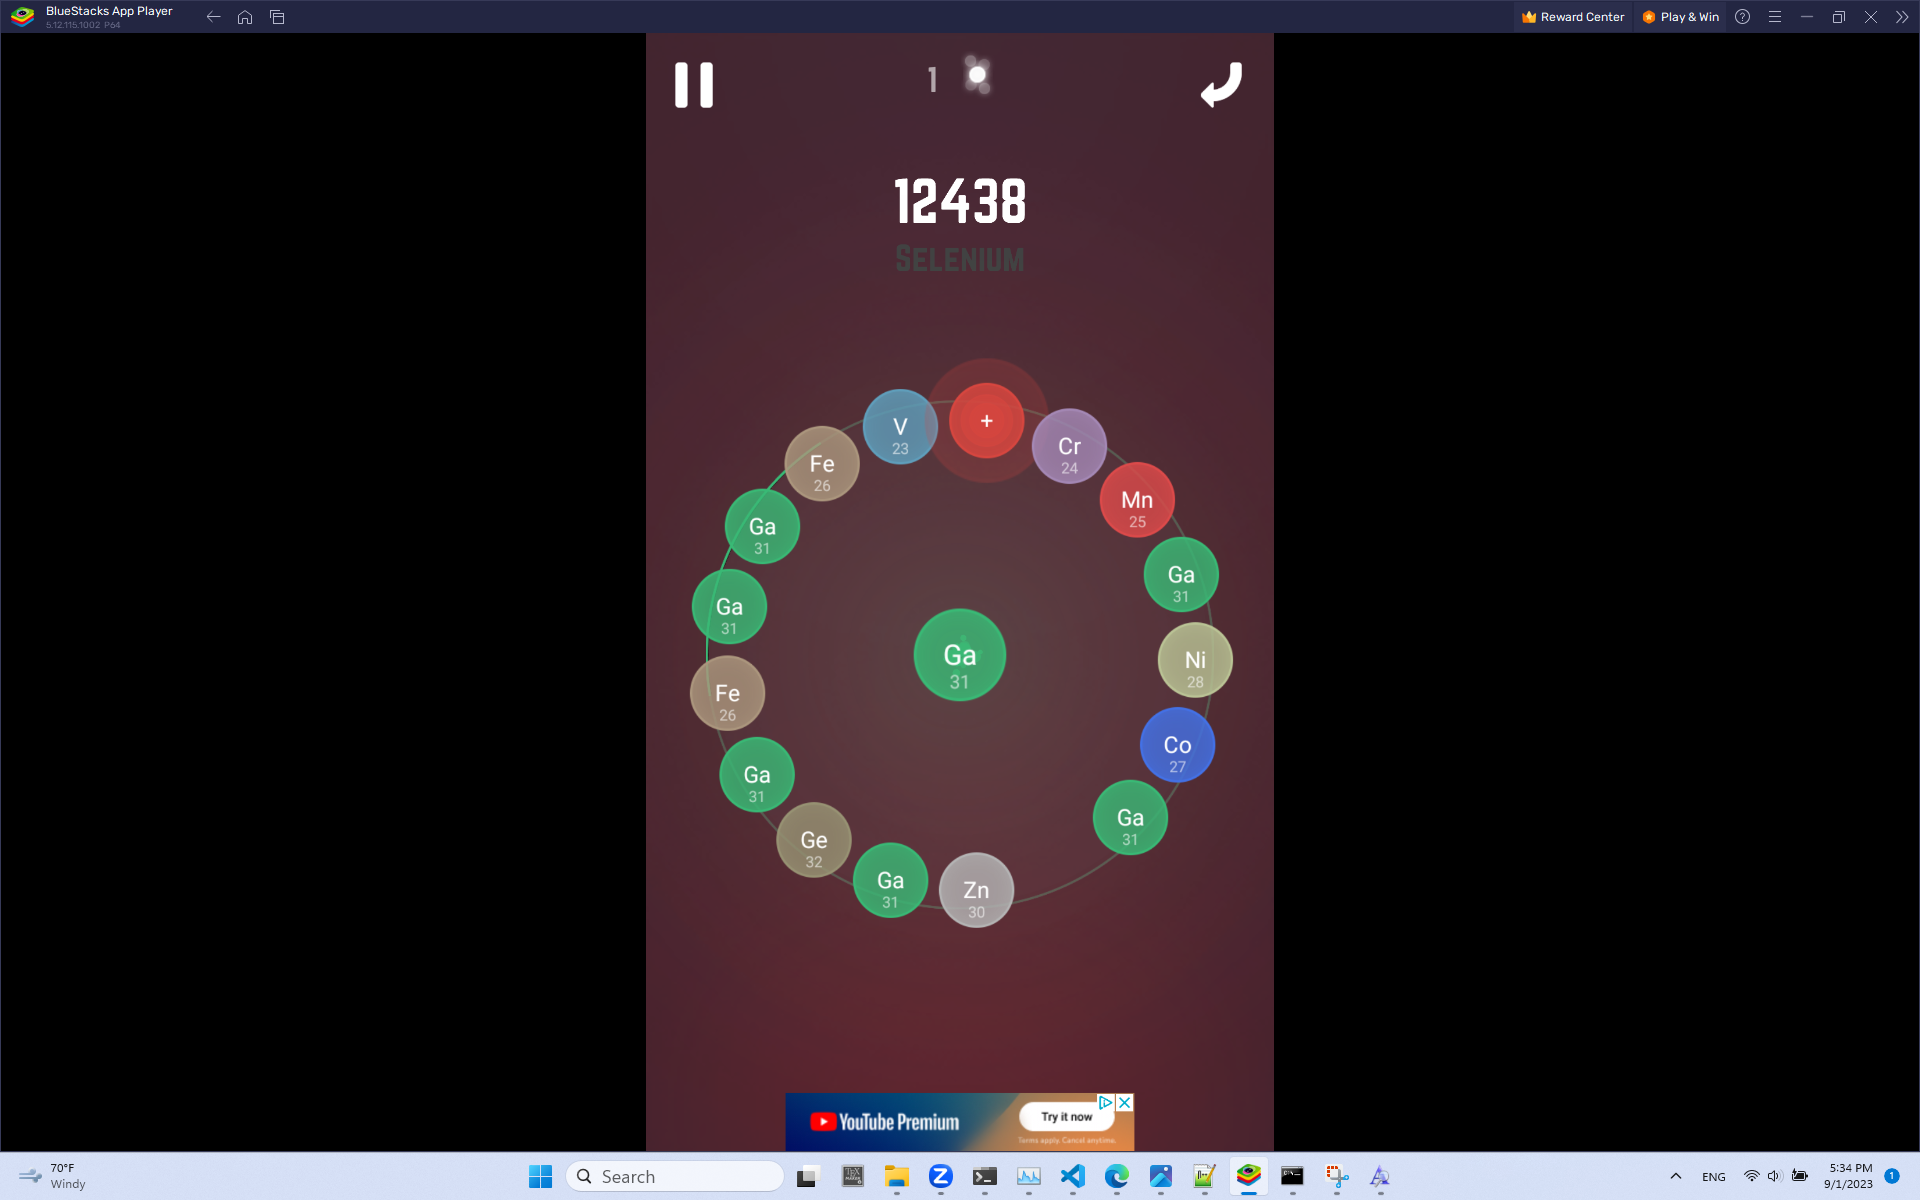 BlueStacks App Player
5.12.115.1002 P64
Reward Center
Play & Win
1
12438
SELENIUM
V
23
+
Cr
24
Fe
26
Mn
25
Ga
31
Ga
31
Ga
31
Ni
28
Ga
31
Fe
26
Co
27
Ga
31
Ga
31
Ge
32
Ga
31
Zn
30
YouTube Premium
Try it now
Terms apply. Cancel anytime.
70°F
Windy
Search
ENG
5:34 PM
9/1/2023
1